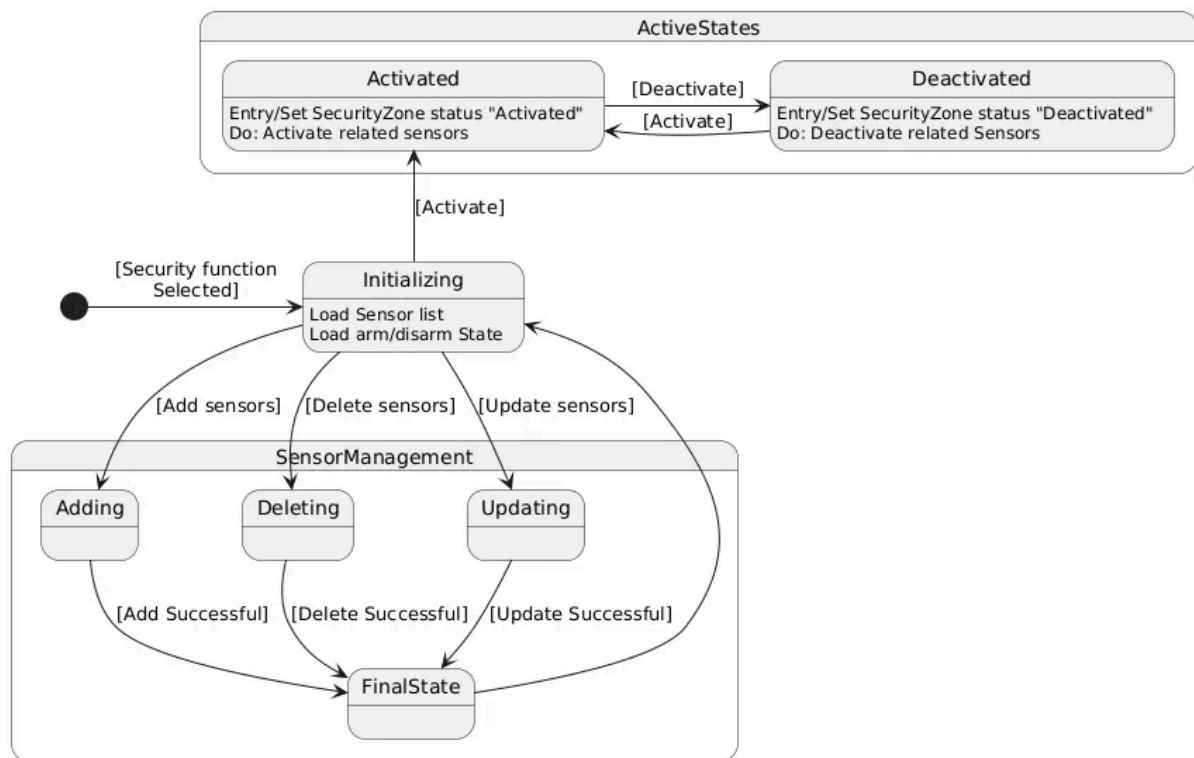 ActiveStates
Activated
Entry/Set SecurityZone status "Activated"
Do: Activate related sensors
[Deactivate]
[Activate]
Deactivated
Entry/Set SecurityZone status "Deactivated"
Do: Deactivate related Sensors
[Activate]
[Security function
Selected]
Initializing
Load Sensor list
Load arm/disarm State
[Add sensors]
[Delete sensors]
[Update sensors]
SensorManagement
Adding
Deleting
Updating
[Add Successful]
[Delete Successful]
[Update Successful]
FinalState